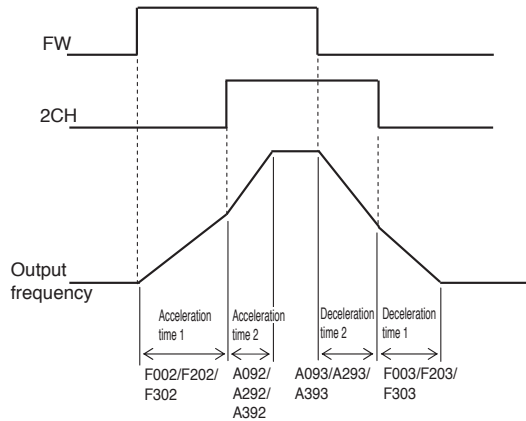 FW
2CH
Output
frequency
Acceleration
time 1
Acceleration
time 2
Deceleration
time 2
Deceleration
time 1
F002/F202/
F302
A092/
A292/
A392
A093/A293/
A393
F003/F203/
F303